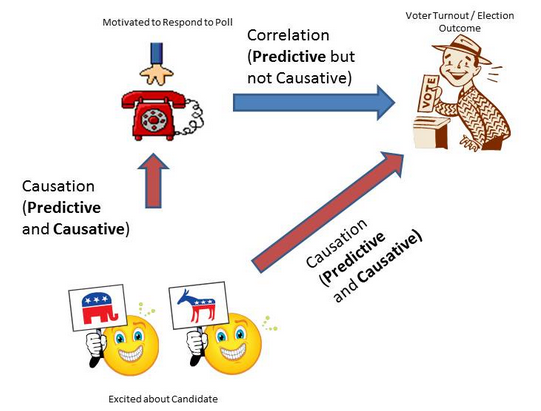 Motivated to Respond to Poll
Correlation
(Predictive but
not Causative)
Voter Turnout / Election
Outcome
VOTE
Causation
(Predictive
and Causative)
Causation
(Predictive
and Causative)
Excited about Candidate